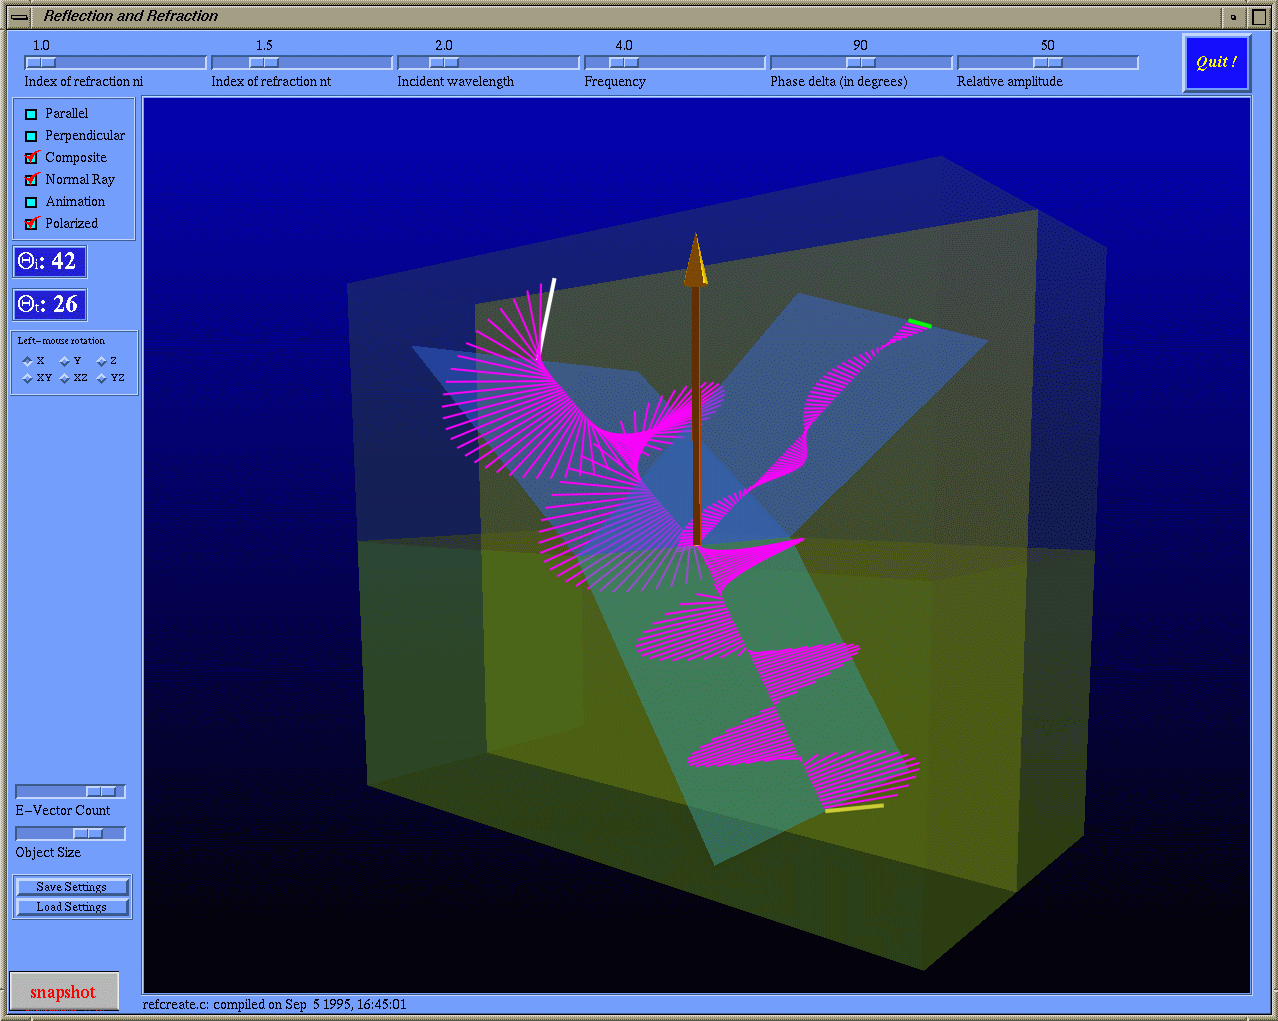 Reflection and Refraction
1.0 1.5 2.0 4.0 90 50
Index of refraction ni Index of refraction nt Incident wavelength Frequency Phase delta (in degrees) Relative amplitude
Quit !
Parallel
Perpendicular
Composite
Normal Ray
Animation
Polarized
Θi: 42
Θt: 26
Left-mouse rotation
X Y Z
XY XZ YZ
E-Vector Count
Object Size
Save Settings
Load Settings
snapshot
refcreate.c: compiled on Sep 5 1995, 16:45:01